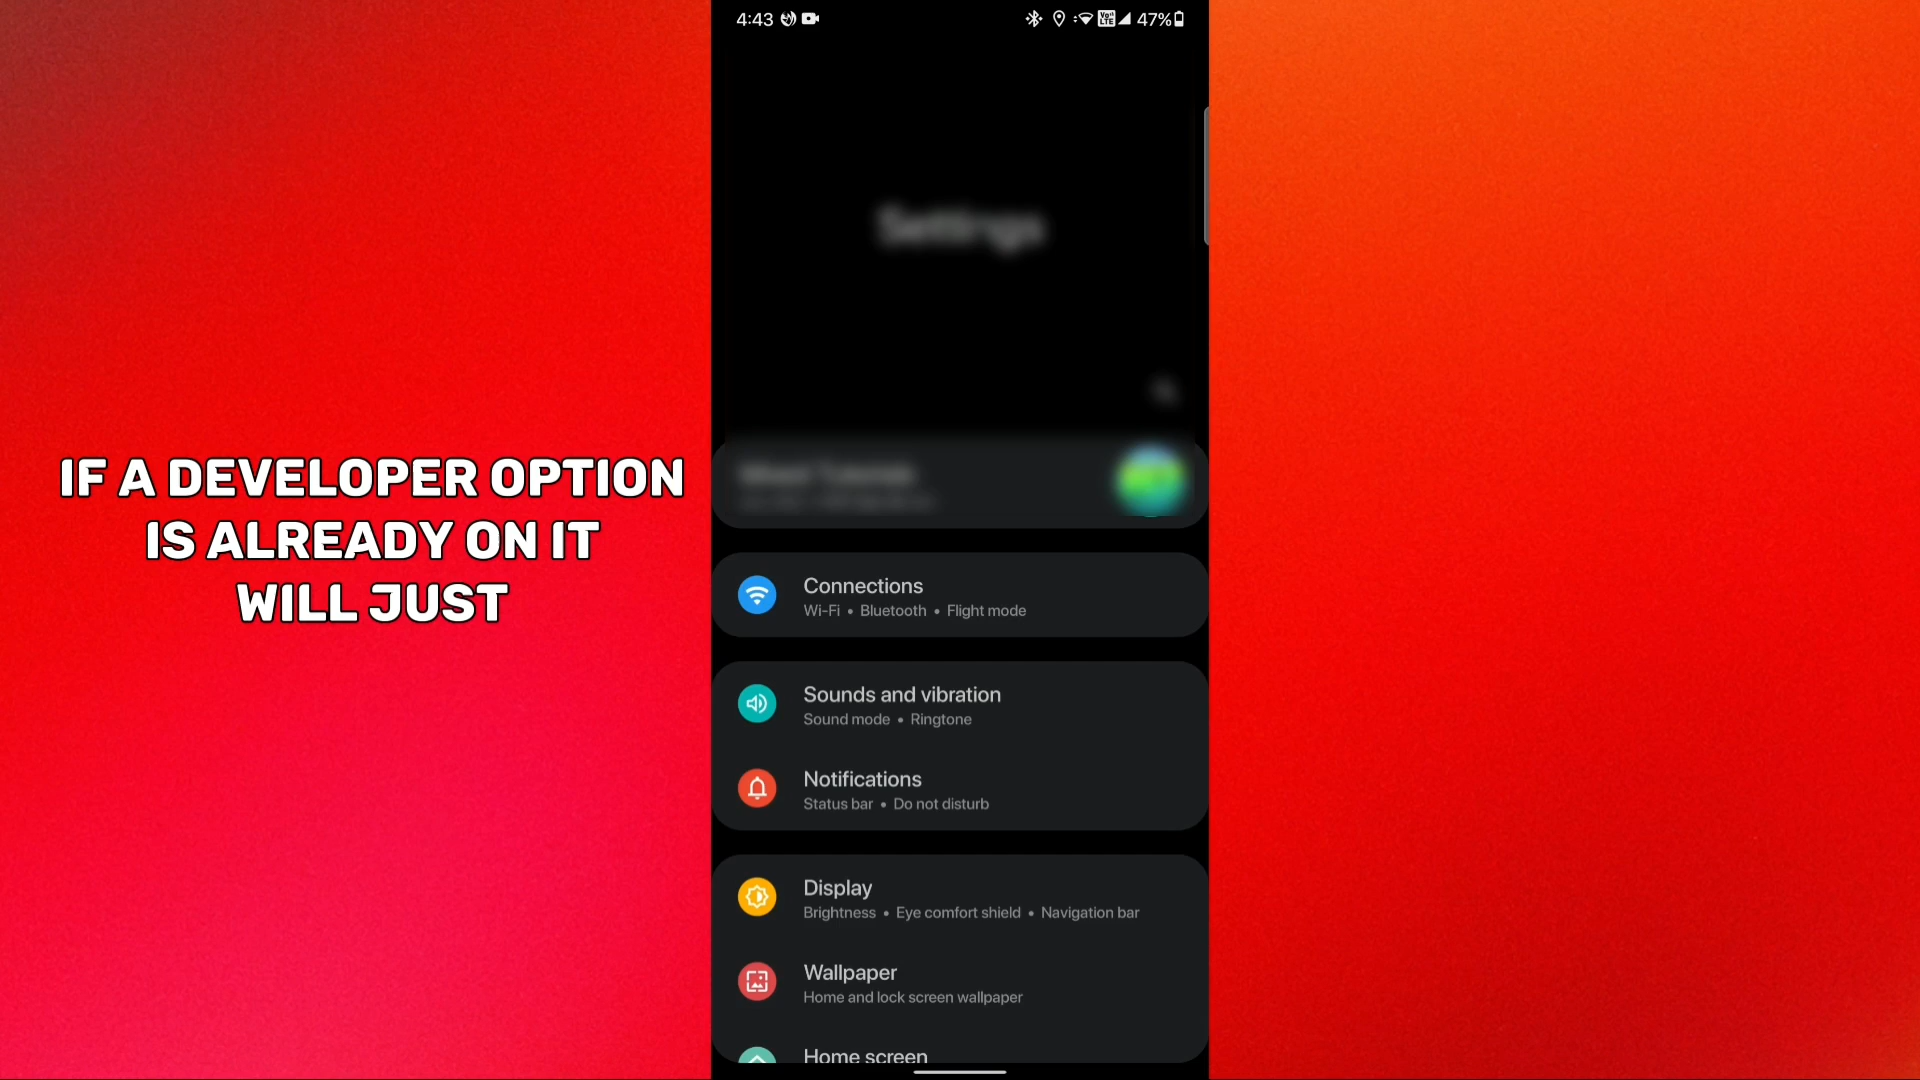 4:43 47%
Settings
IF A DEVELOPER OPTION
IS ALREADY ON IT
WILL JUST
Connections
Wi-Fi • Bluetooth • Flight mode
Sounds and vibration
Sound mode • Ringtone
Notifications
Status bar • Do not disturb
Display
Brightness • Eye comfort shield • Navigation bar
Wallpaper
Home and lock screen wallpaper
Home screen